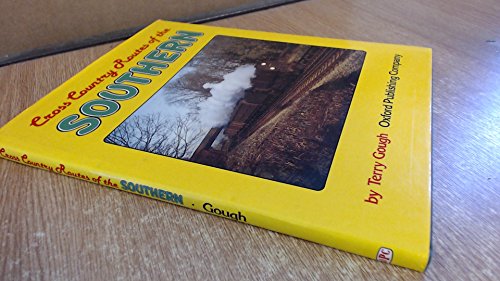 Cross Country Routes of the
SOUTHERN
by Terry Gough Oxford Publishing Company
Cross Country Routes of the SOUTHERN · Gough
OPC